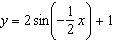 y = 2 sin(-1/2 x) + 1